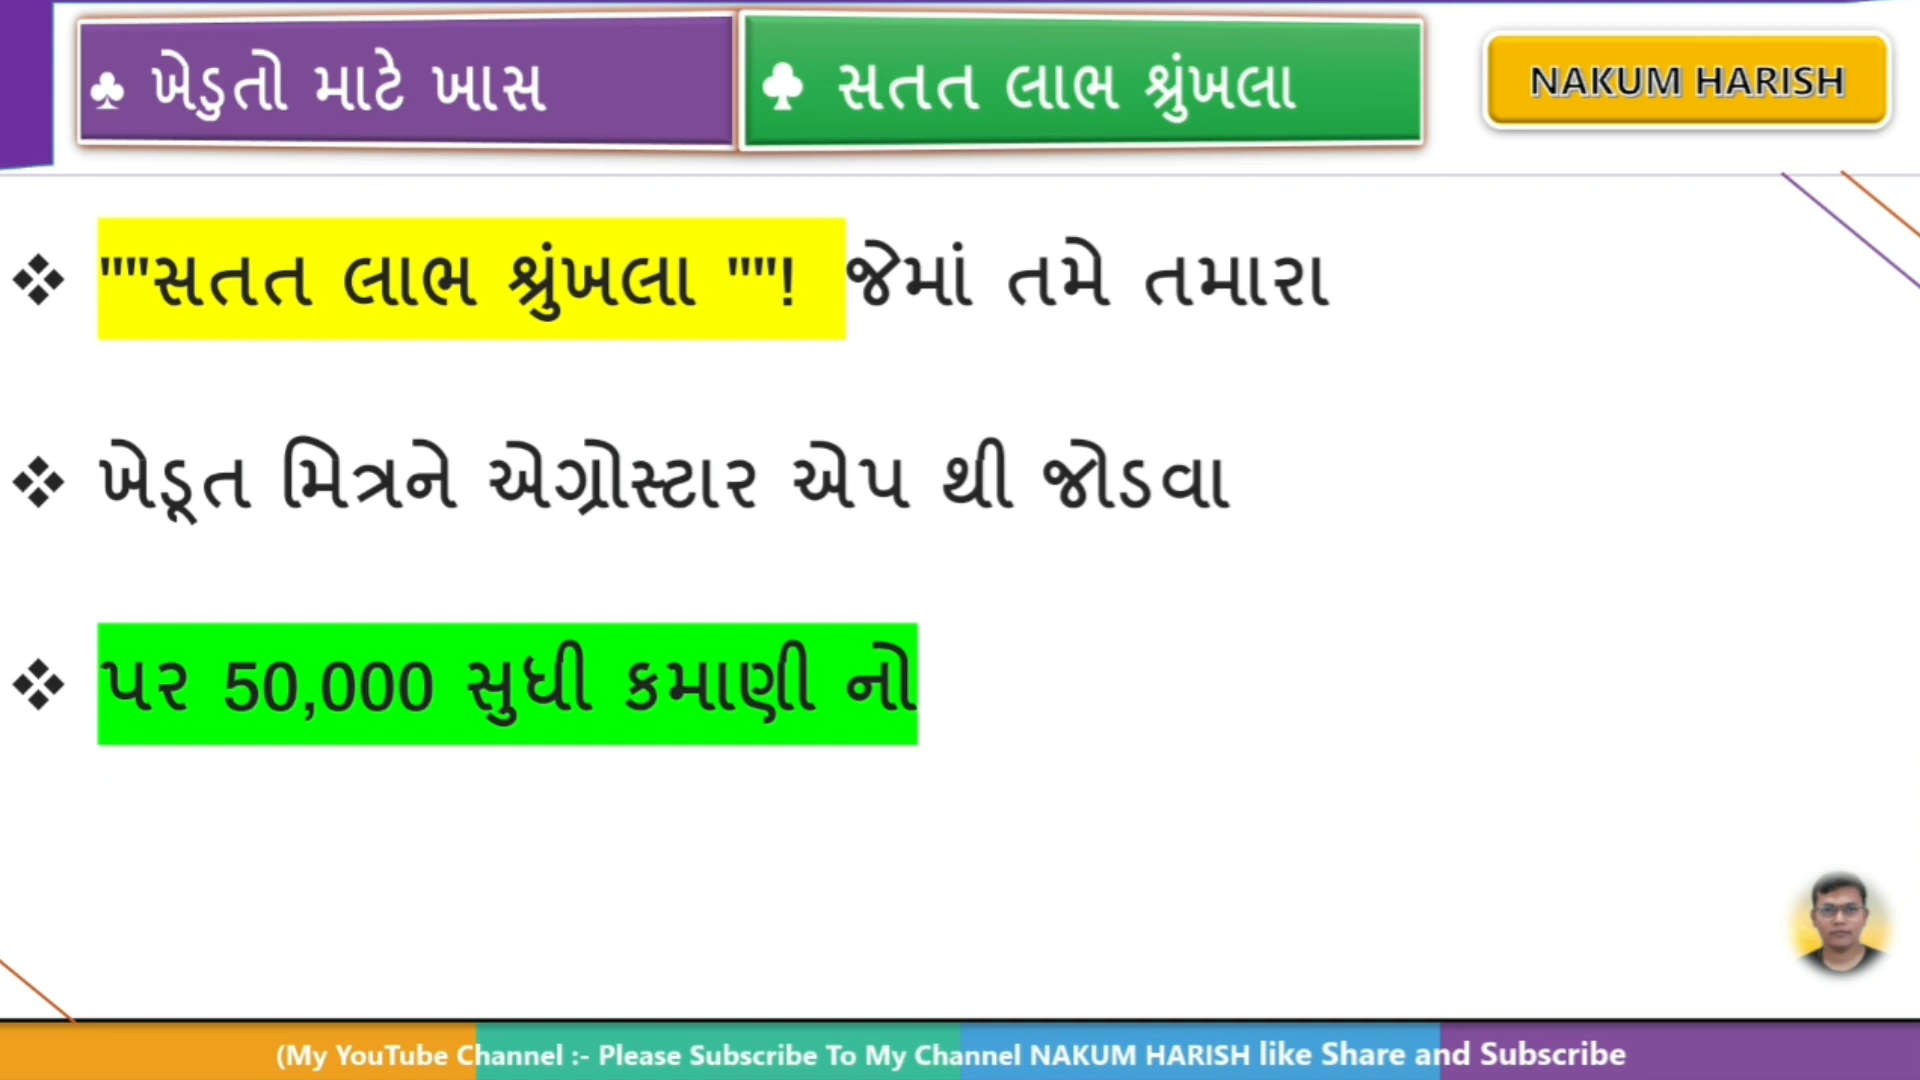 ♣ ખેડુતો માટે ખાસ
♣ સતત લાભ શ્રુંખલા
NAKUM HARISH
❖ ""સતત લાભ શ્રુંખલા ""! જેમાં તમે તમારા
❖ ખેડૂત મિત્રને એગ્રોસ્ટાર એપ થી જોડવા
❖ પર 50,000 સુધી કમાણી નો
(My YouTube Channel :- Please Subscribe To My Channel NAKUM HARISH like Share and Subscribe